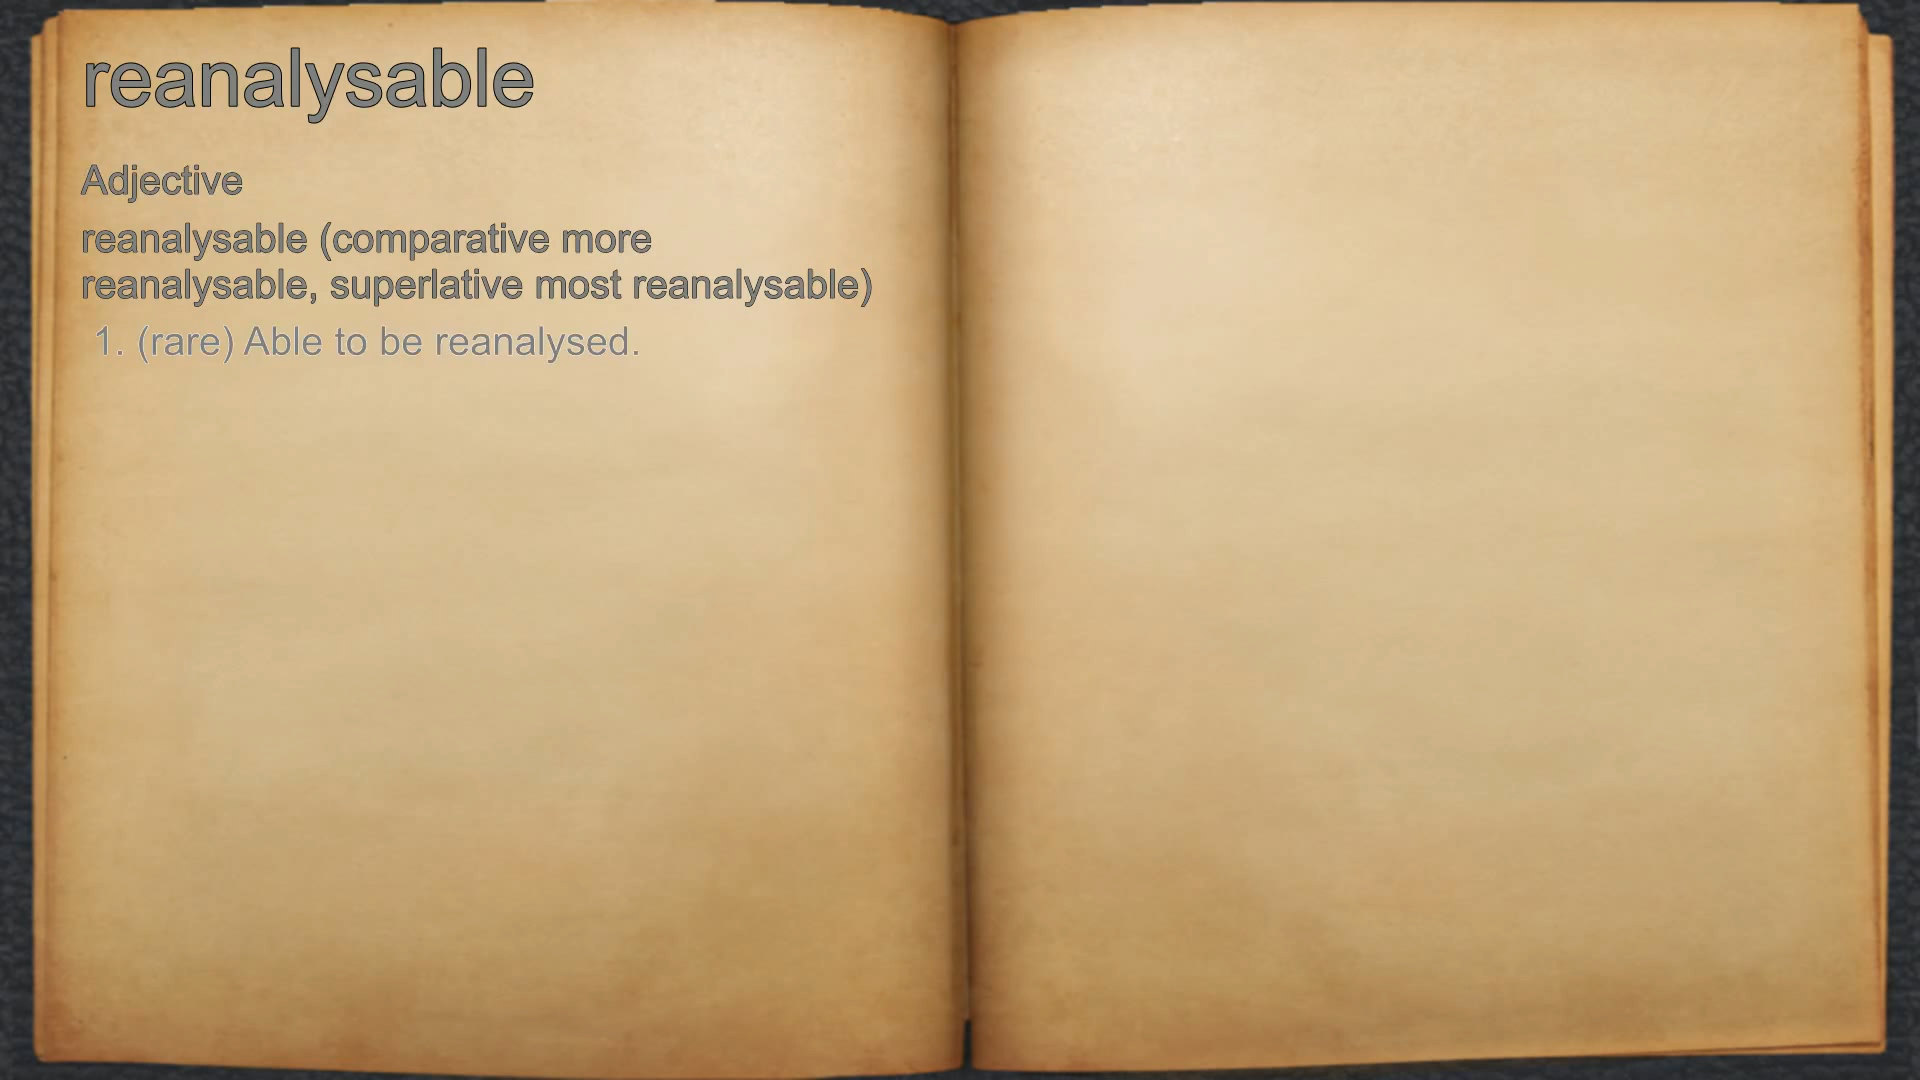 reanalysable
Adjective
reanalysable (comparative more
reanalysable, superlative most reanalysable)
1. (rare) Able to be reanalysed.